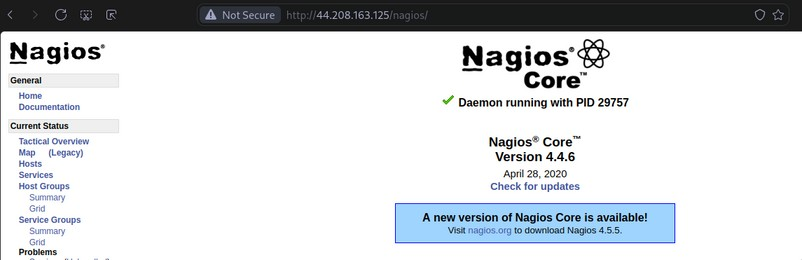 Not Secure http://44.208.163.125/nagios/
Nagios®
General
Home
Documentation
Current Status
Tactical Overview
Map (Legacy)
Hosts
Services
Host Groups
Summary
Grid
Service Groups
Summary
Grid
Problems
Nagios®
Core™
Daemon running with PID 29757
Nagios® Core™
Version 4.4.6
April 28, 2020
Check for updates
A new version of Nagios Core is available!
Visit nagios.org to download Nagios 4.5.5.